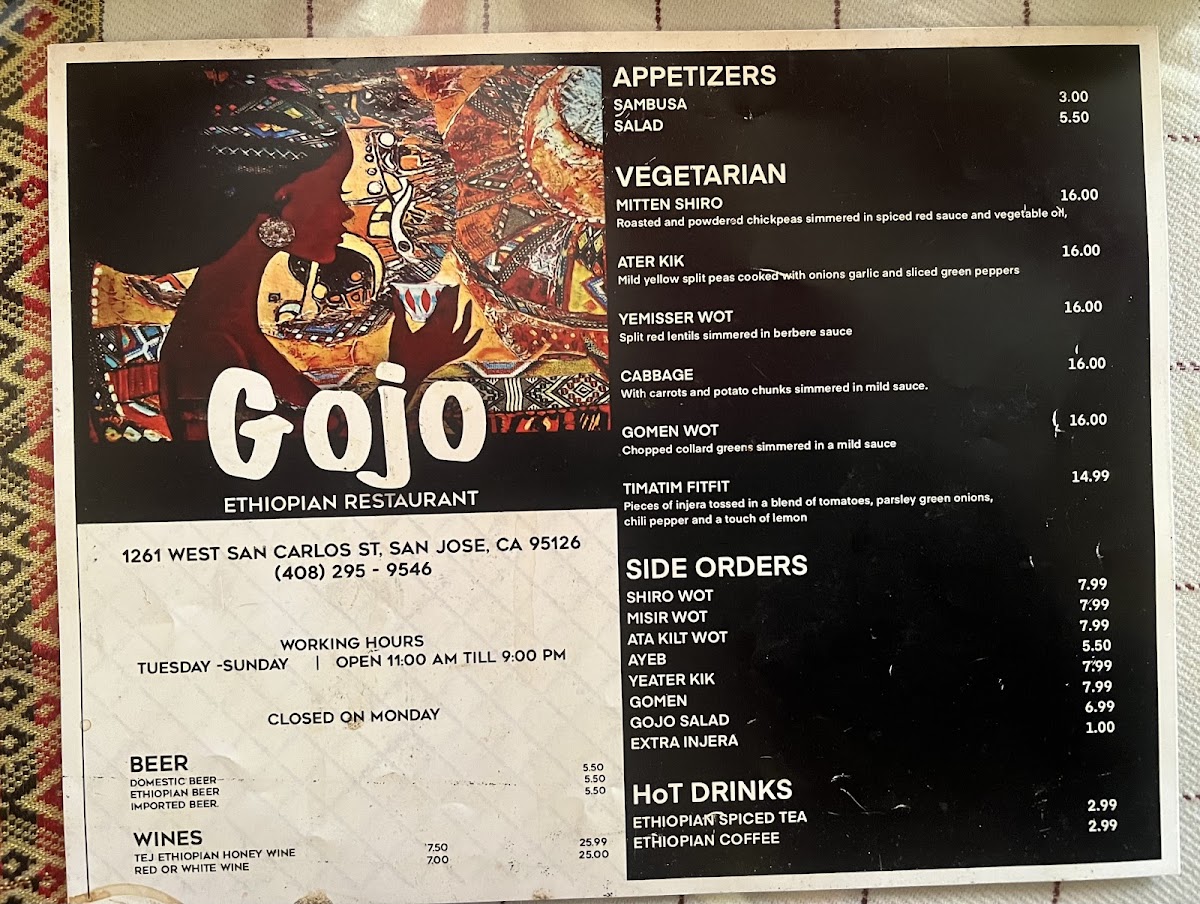 Gojo
ETHIOPIAN RESTAURANT
1261 WEST SAN CARLOS ST, SAN JOSE, CA 95126
(408) 295 - 9546
WORKING HOURS
TUESDAY -SUNDAY | OPEN 11:00 AM TILL 9:00 PM
CLOSED ON MONDAY
BEER
DOMESTIC BEER 5.50
ETHIOPIAN BEER 5.50
IMPORTED BEER. 5.50
WINES
TEJ ETHIOPIAN HONEY WINE 7.50 25.99
RED OR WHITE WINE 7.00 25.00
APPETIZERS
SAMBUSA 3.00
SALAD 5.50
VEGETARIAN
MITTEN SHIRO 16.00
Roasted and powdered chickpeas simmered in spiced red sauce and vegetable oil,
ATER KIK 16.00
Mild yellow split peas cooked with onions garlic and sliced green peppers
YEMISSER WOT 16.00
Split red lentils simmered in berbere sauce
CABBAGE 16.00
With carrots and potato chunks simmered in mild sauce.
GOMEN WOT 16.00
Chopped collard greens simmered in a mild sauce
TIMATIM FITFIT 14.99
Pieces of injera tossed in a blend of tomatoes, parsley green onions,
chili pepper and a touch of lemon
SIDE ORDERS
SHIRO WOT 7.99
MISIR WOT 7.99
ATA KILT WOT 7.99
AYEB 5.50
YEATER KIK 7.99
GOMEN 7.99
GOJO SALAD 6.99
EXTRA INJERA 1.00
HoT DRINKS
ETHIOPIAN SPICED TEA 2.99
ETHIOPIAN COFFEE 2.99